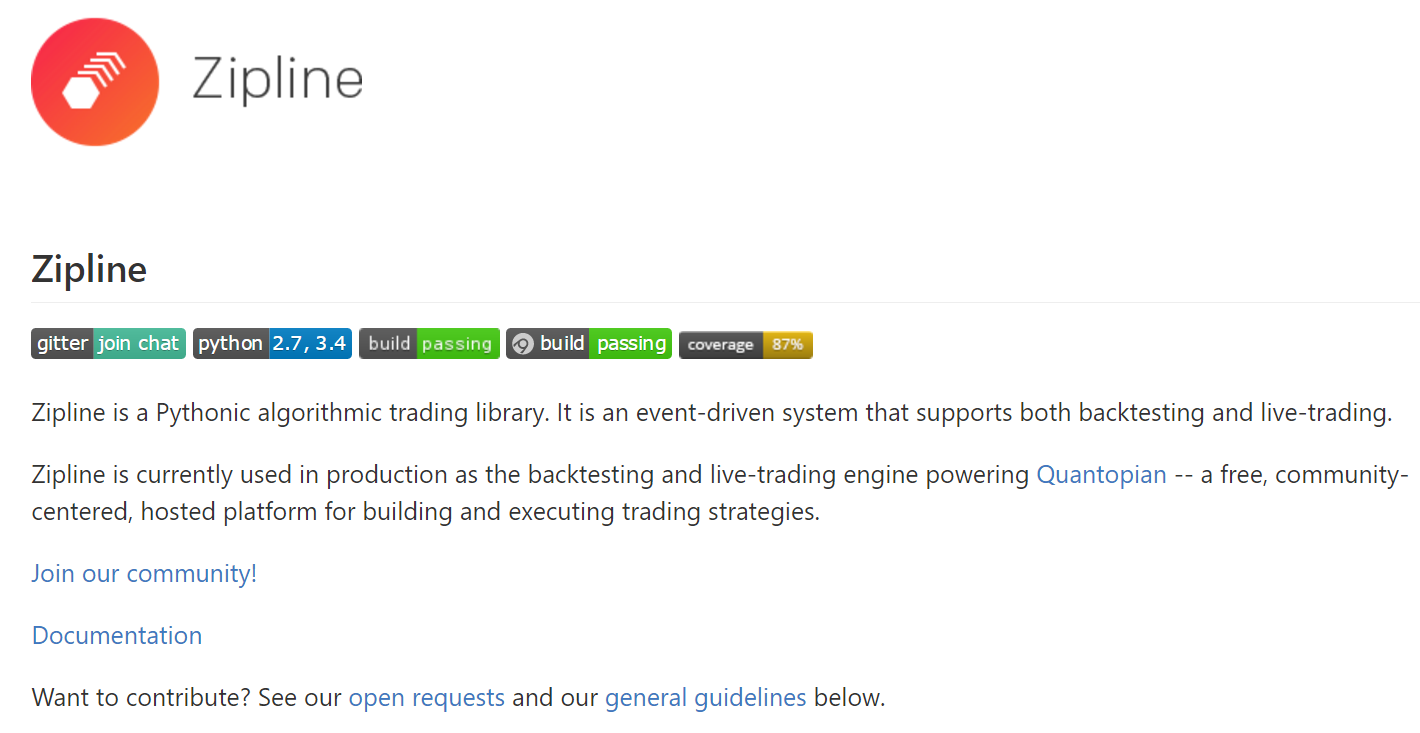 Zipline
Zipline
gitter join chat python 2.7, 3.4 build passing build passing coverage 87%
Zipline is a Pythonic algorithmic trading library. It is an event-driven system that supports both backtesting and live-trading.
Zipline is currently used in production as the backtesting and live-trading engine powering Quantopian -- a free, community-
centered, hosted platform for building and executing trading strategies.
Join our community!
Documentation
Want to contribute? See our open requests and our general guidelines below.